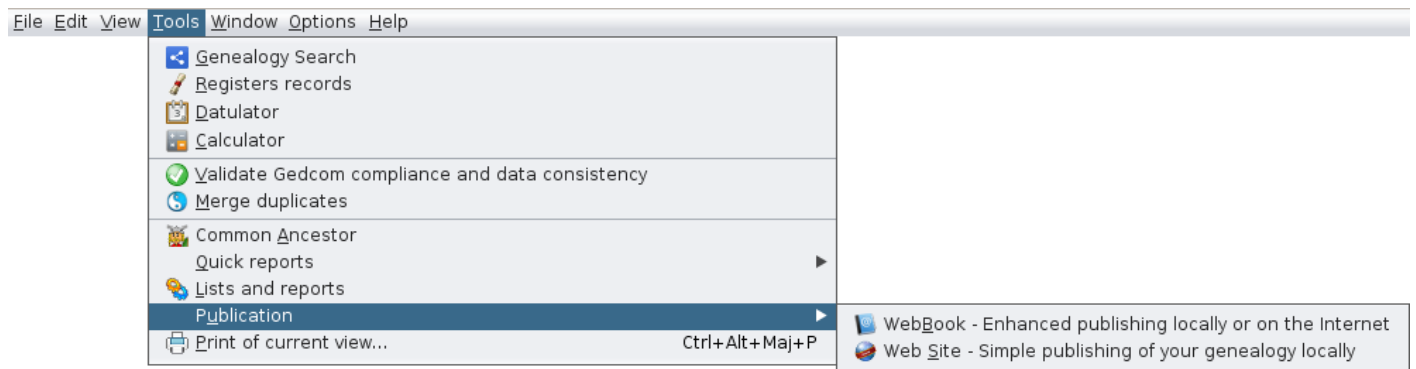 File Edit View Tools Window Options Help
Genealogy Search
Registers records
Datulator
Calculator
Validate Gedcom compliance and data consistency
Merge duplicates
Common Ancestor
Quick reports
Lists and reports
Publication
Print of current view... Ctrl+Alt+Maj+P
WebBook - Enhanced publishing locally or on the Internet
Web Site - Simple publishing of your genealogy locally